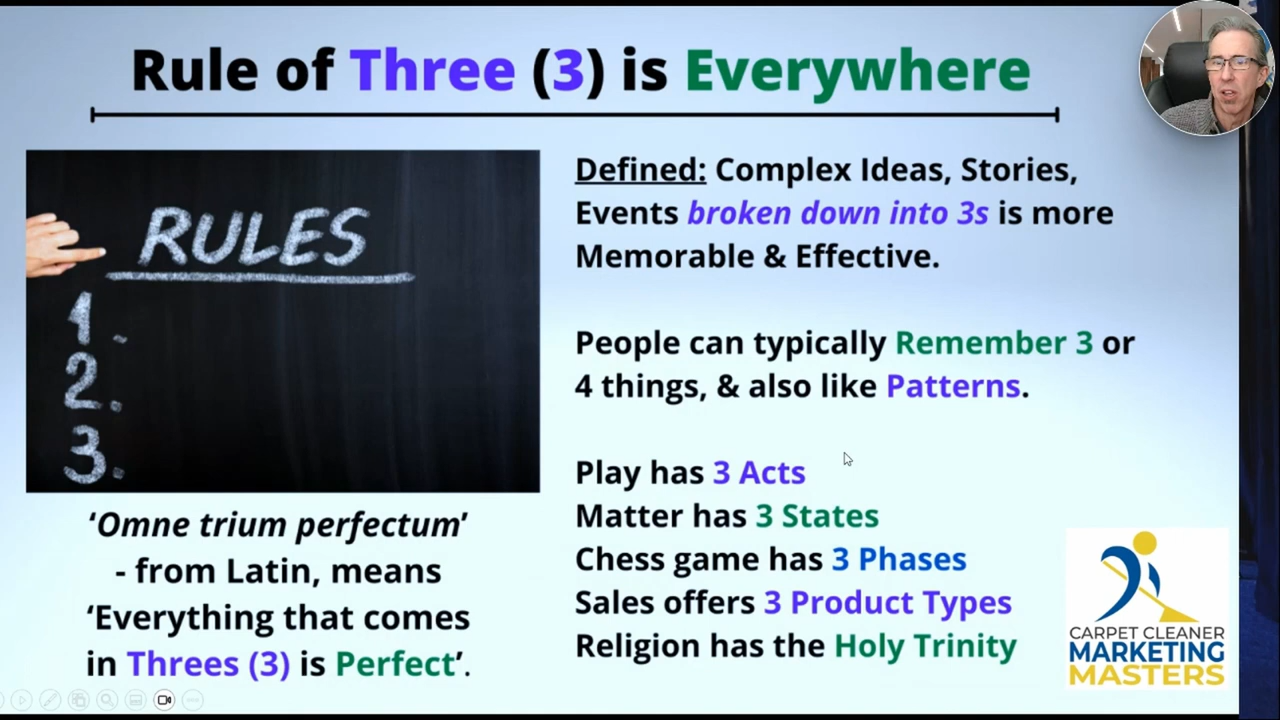 Rule of Three (3) is Everywhere
RULES
1.
2.
3.
‘Omne trium perfectum’
- from Latin, means
‘Everything that comes
in Threes (3) is Perfect’.
Defined: Complex Ideas, Stories,
Events broken down into 3s is more
Memorable & Effective.
People can typically Remember 3 or
4 things, & also like Patterns.
Play has 3 Acts
Matter has 3 States
Chess game has 3 Phases
Sales offers 3 Product Types
Religion has the Holy Trinity
CARPET CLEANER
MARKETING
MASTERS